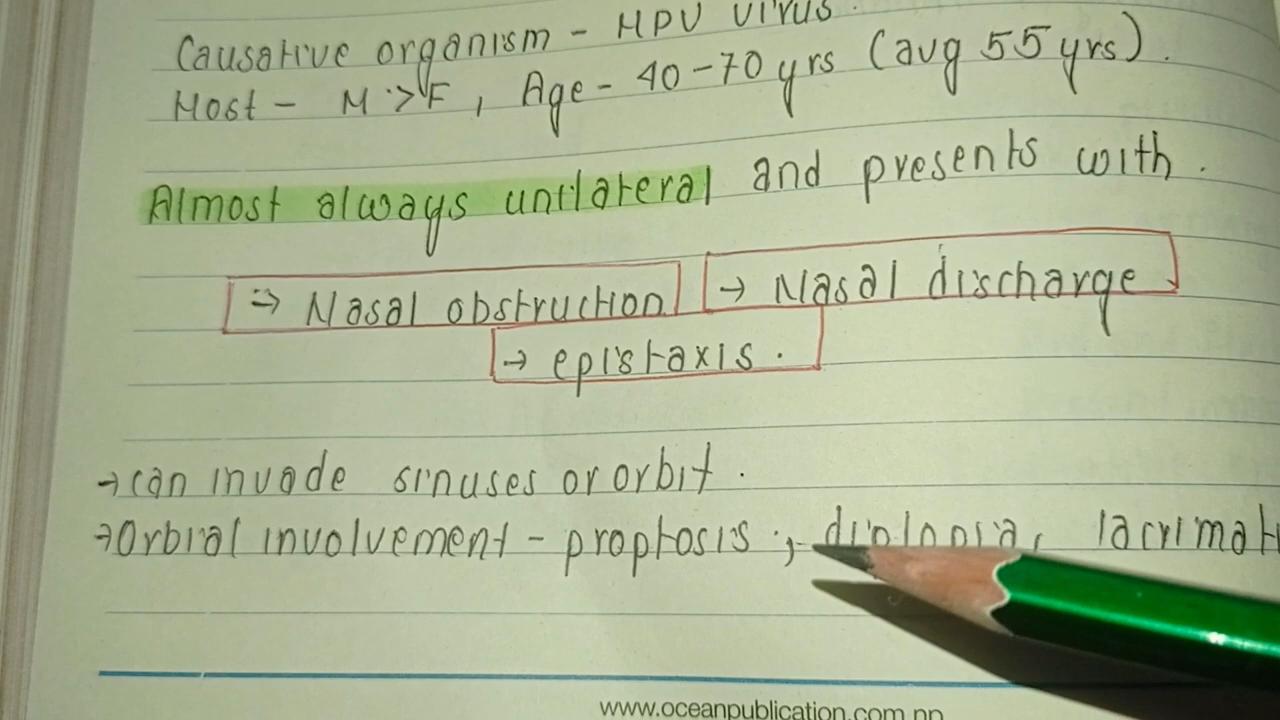 Causative organism - HPV virus.
Host - M > F, Age - 40-70 yrs (avg 55 yrs).
Almost always unilateral and presents with.
→ Nasal obstruction → Nasal discharge
→ epistaxis.
→ can invade sinuses or orbit.
→ Orbial involvement - proptosis, diplopia, lacrimat
www.oceanpublication.com.np